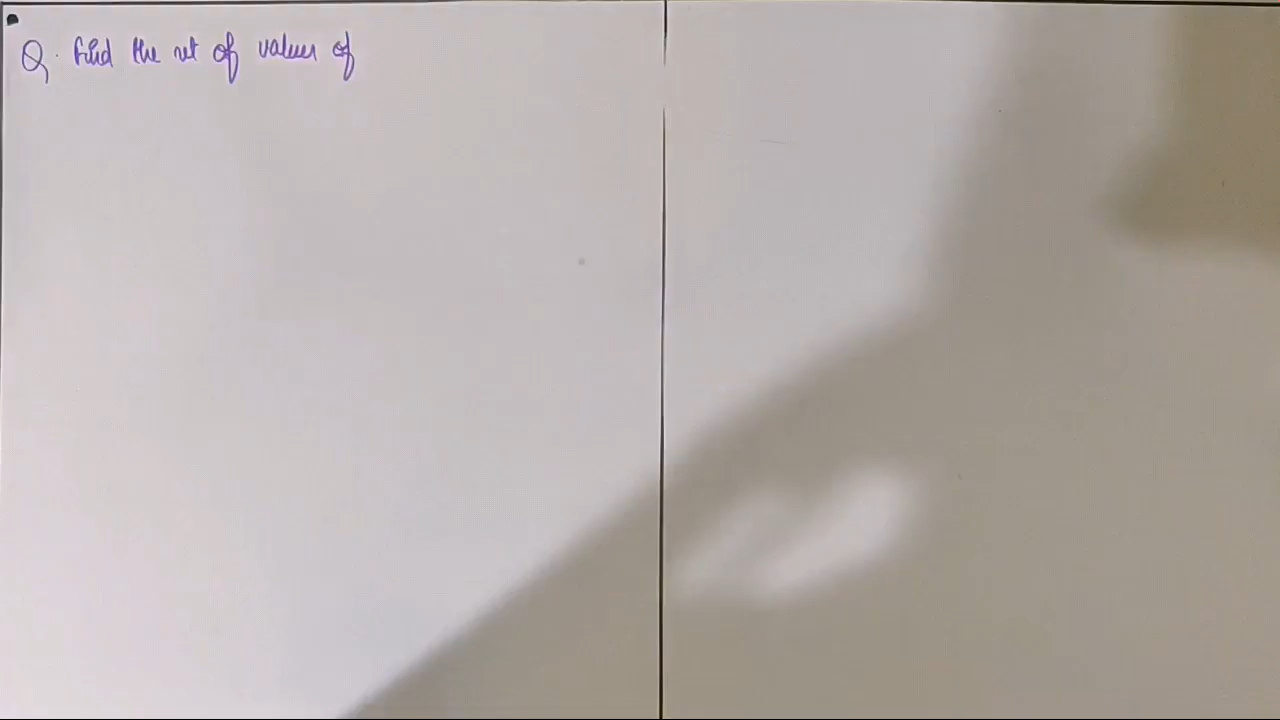 Q. Find the set of values of